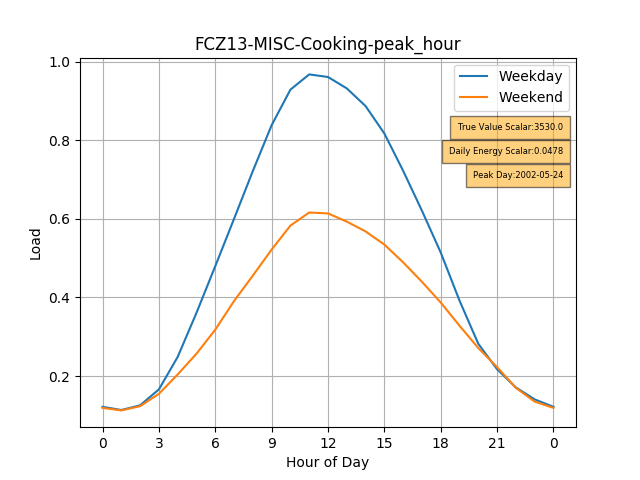 FCZ13-MISC-Cooking-peak_hour
1.0
0.8
0.6
0.4
0.2
Load
Weekday
Weekend
True Value Scalar:3530.0
Daily Energy Scalar:0.0478
Peak Day:2002-05-24
0 3 6 9 12 15 18 21 0
Hour of Day